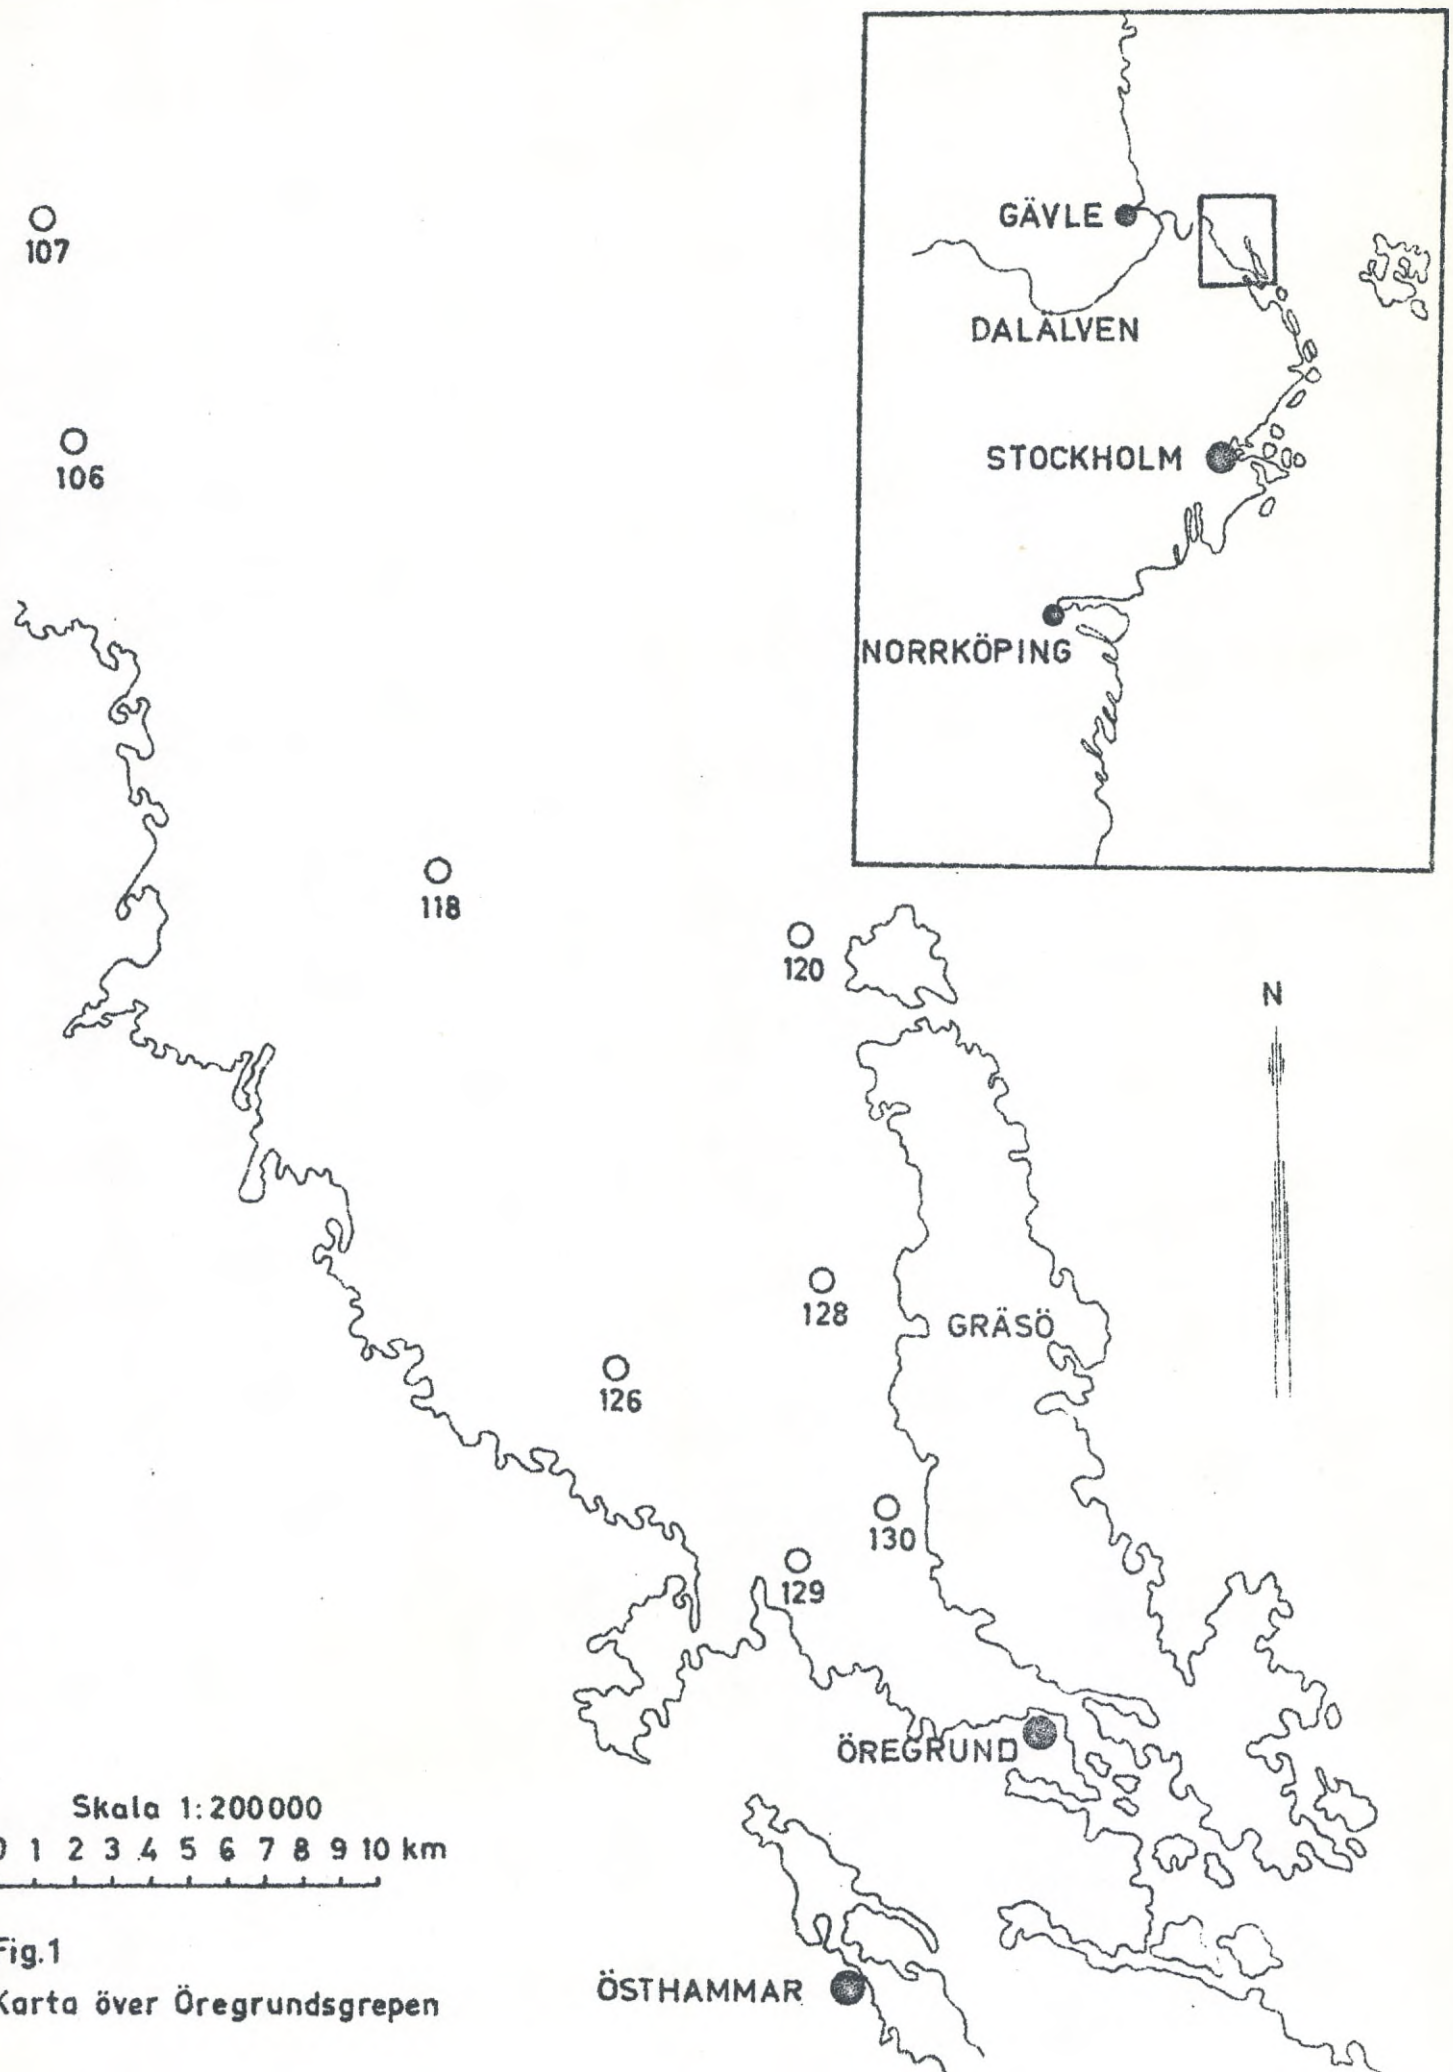 GÄVLE
DALÄLVEN
STOCKHOLM
NORRKÖPING
107
106
118
120
N
128
GRÄSÖ
126
130
129
ÖREGRUND
Skala 1:200000
0 1 2 3 4 5 6 7 8 9 10 km
ÖSTHAMMAR
Fig.1
Karta över Öregrundsgrepen